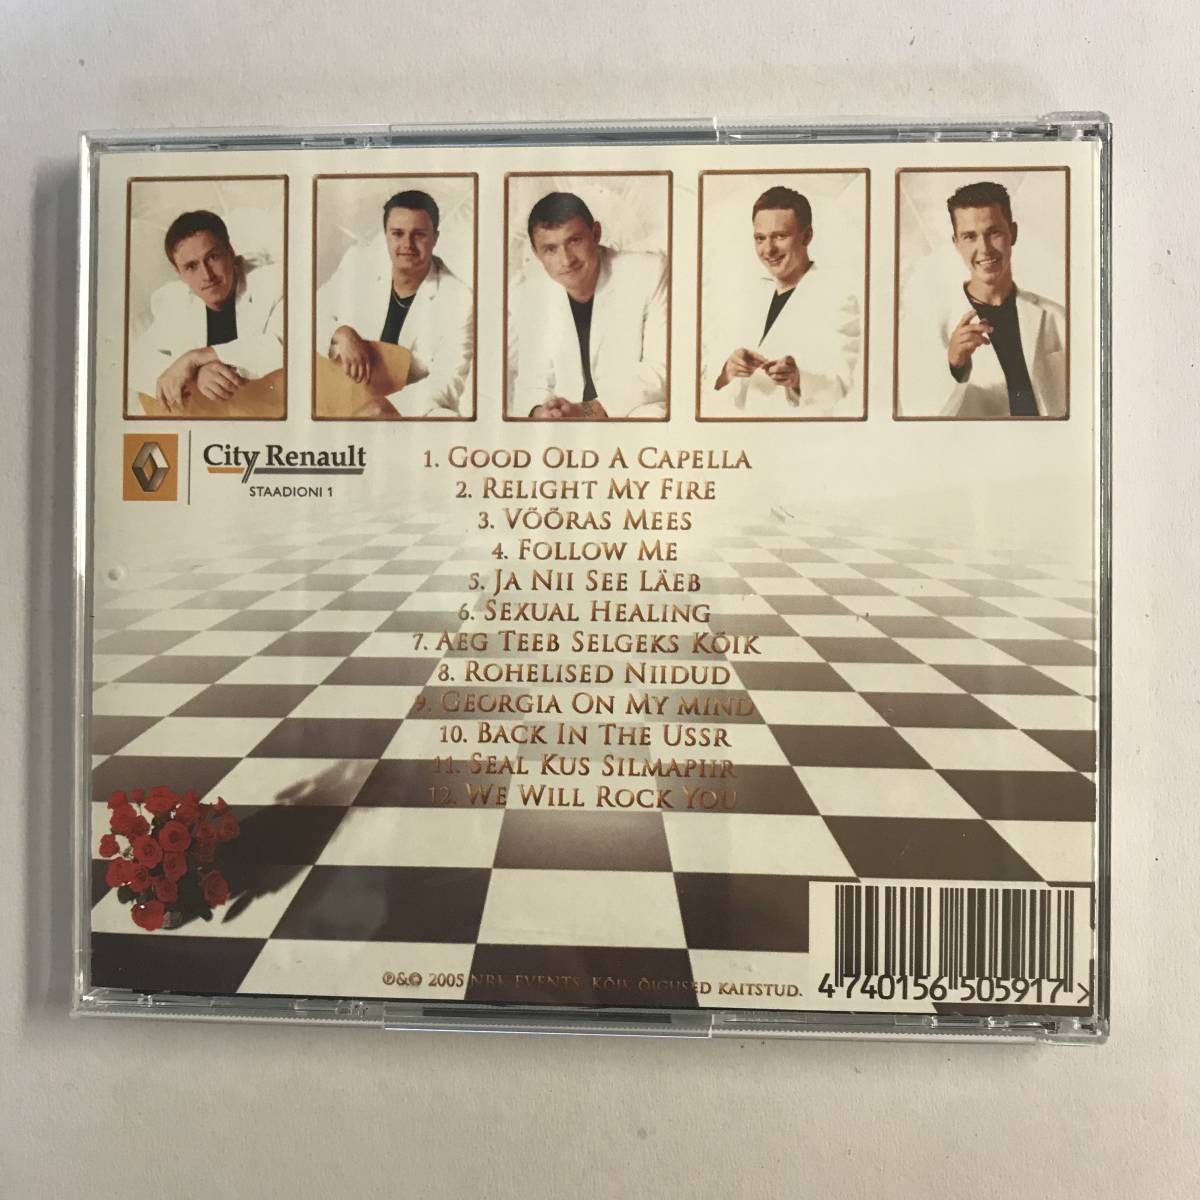 City Renault
STAADIONI 1
1. GOOD OLD A CAPELLA
2. RELIGHT MY FIRE
3. VÕÕRAS MEES
4. FOLLOW ME
5. JA NII SEE LÄEB
6. SEXUAL HEALING
7. AEG TEEB SELGEKS KÕIK
8. ROHELISED NIIDUD
9. GEORGIA ON MY MIND
10. BACK IN THE USSR
11. SEAL KUS SILMAPIIR
12. WE WILL ROCK YOU
℗&© 2005 EVENTS. KÕIK ÕIGUSED KAITSTUD.
4 740156 505917 >